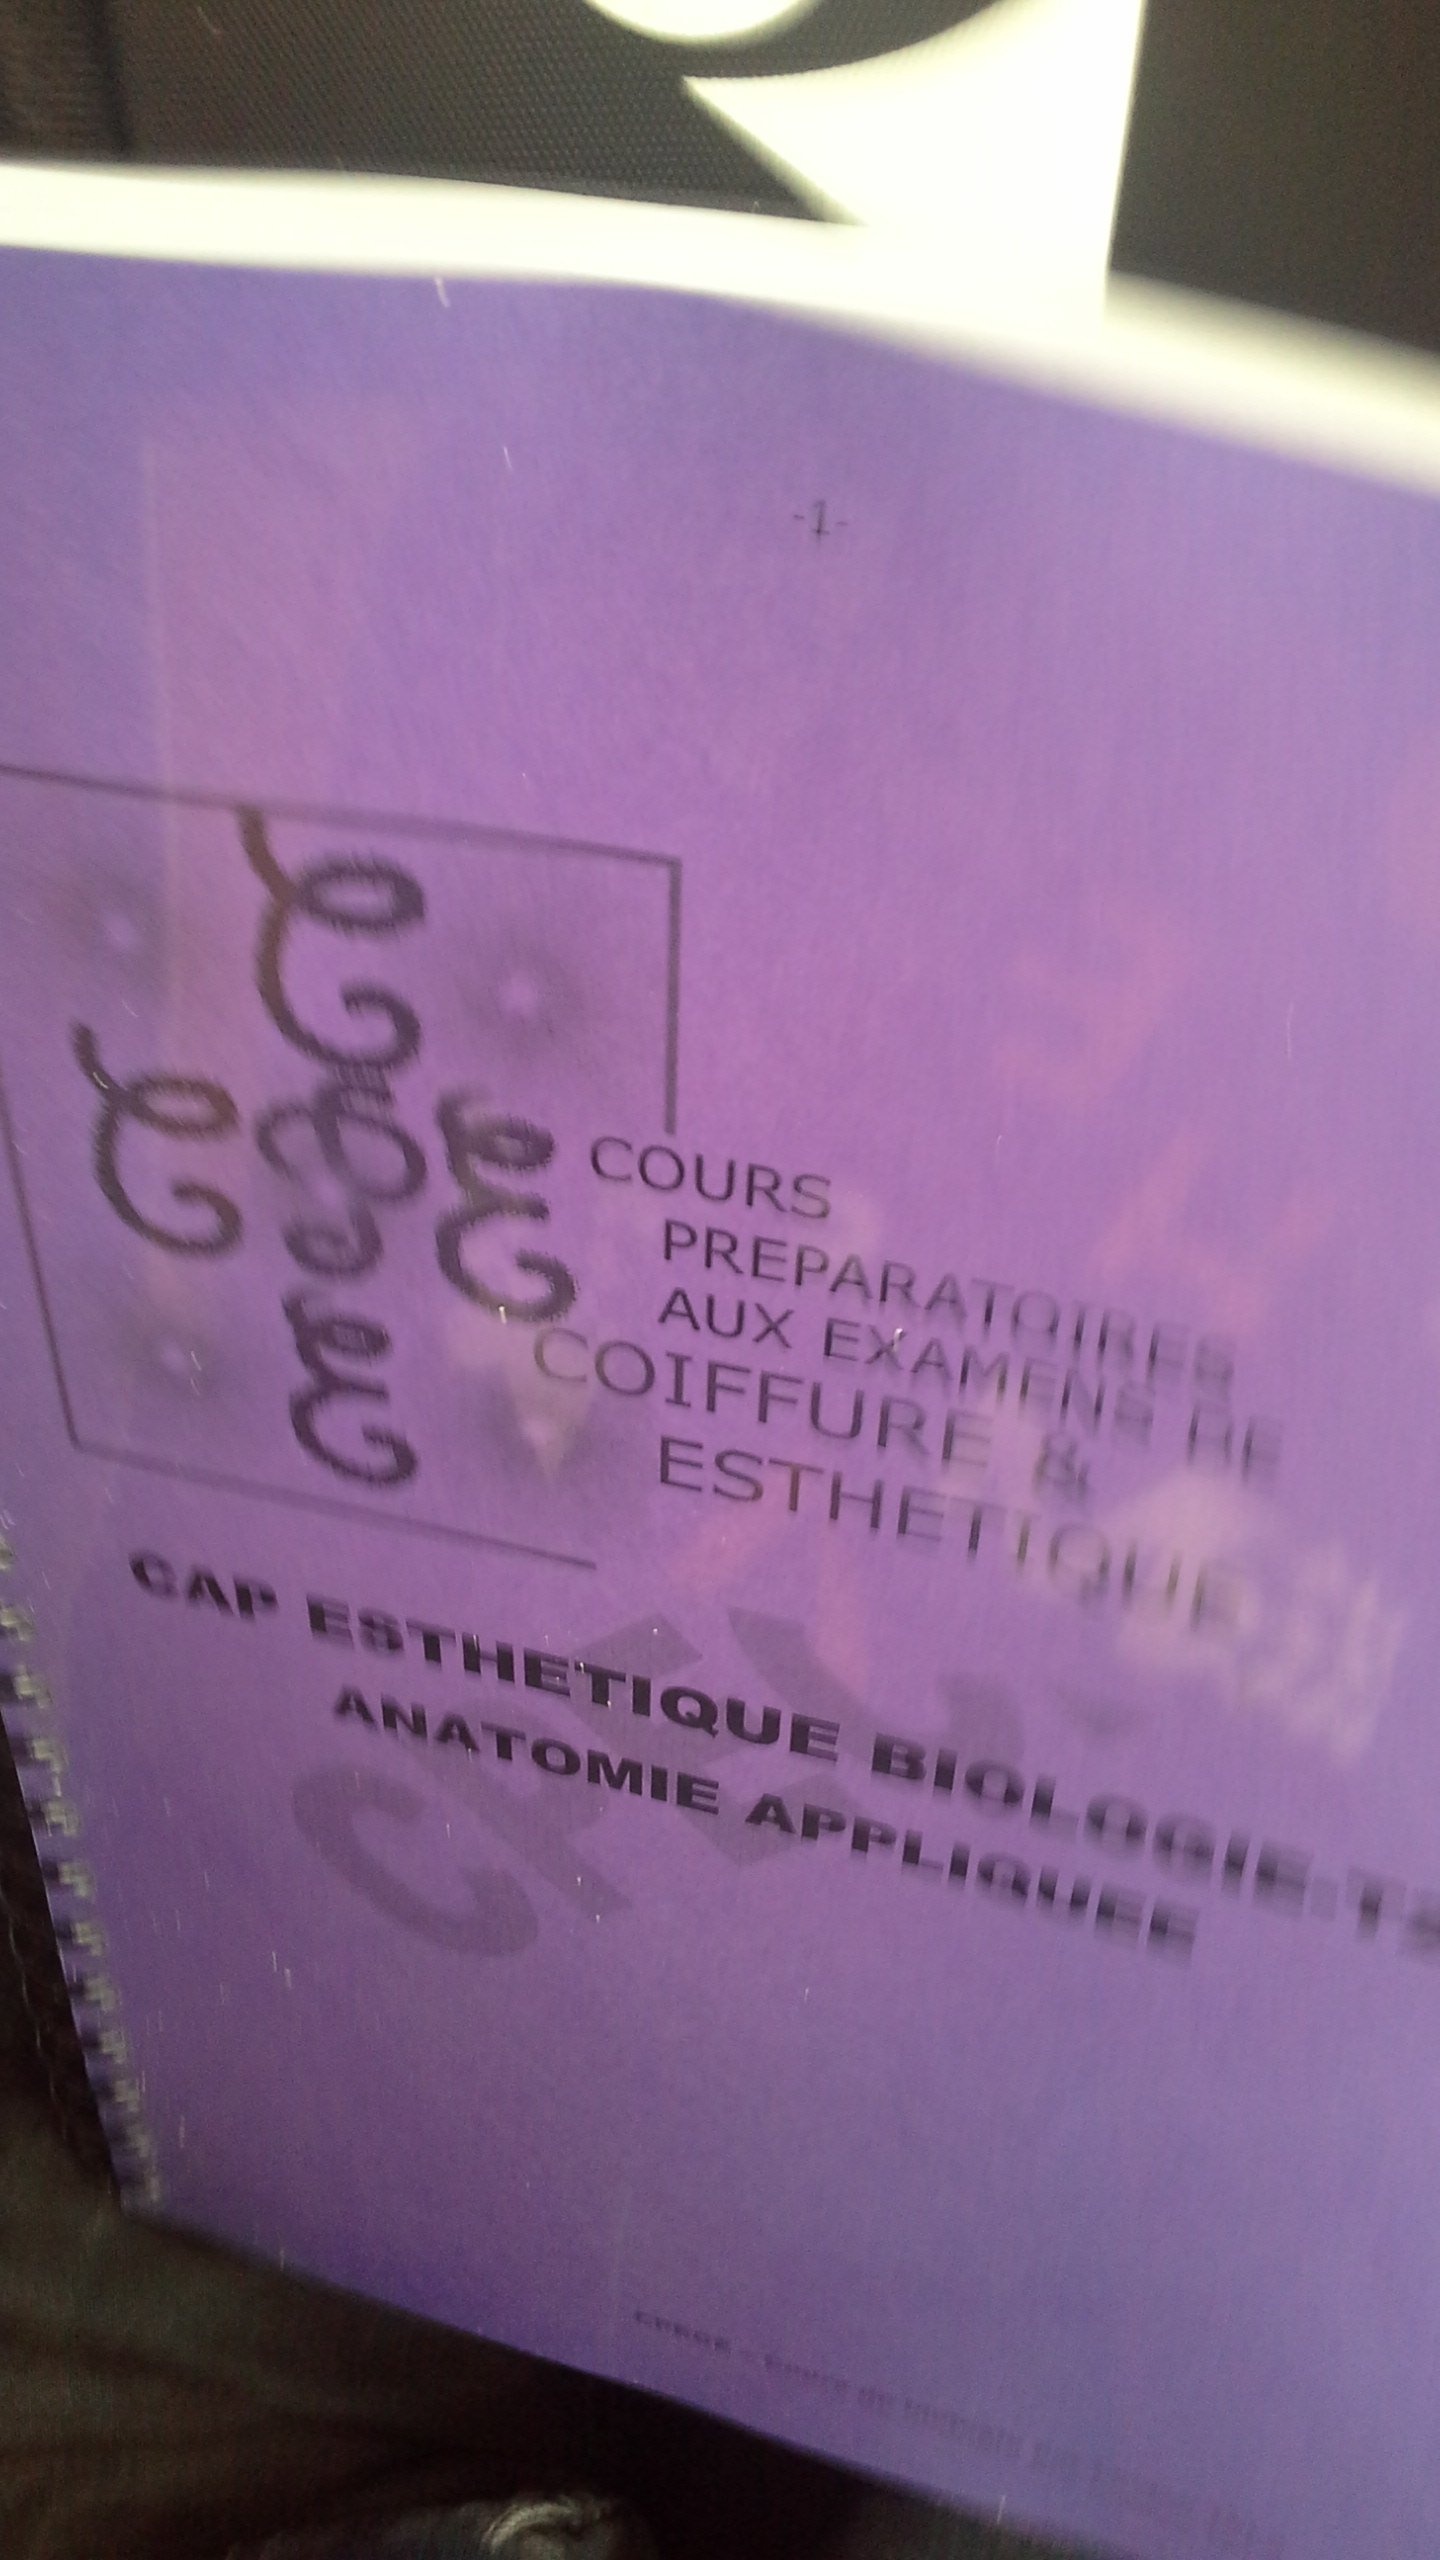 -1-
COURS
PREPARATOIRES
AUX EXAMENS DE
COIFFURE &
ESTHETIQUE
CAP ESTHETIQUE BIOLOGIE-T
ANATOMIE APPLIQUEE